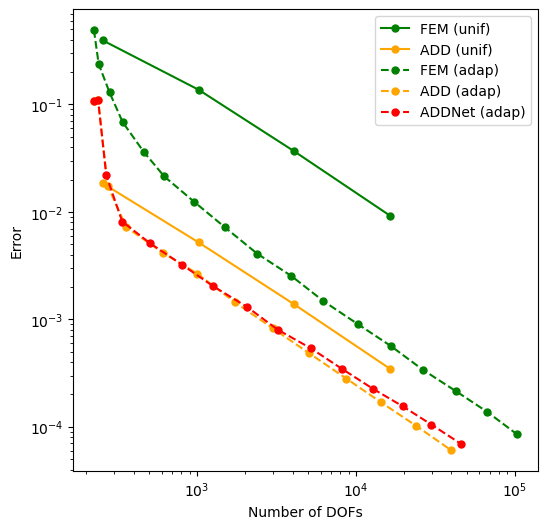 FEM (unif)
ADD (unif)
FEM (adap)
ADD (adap)
ADDNet (adap)
10⁻¹
10⁻²
10⁻³
10⁻⁴
Error
10³
10⁴
10⁵
Number of DOFs